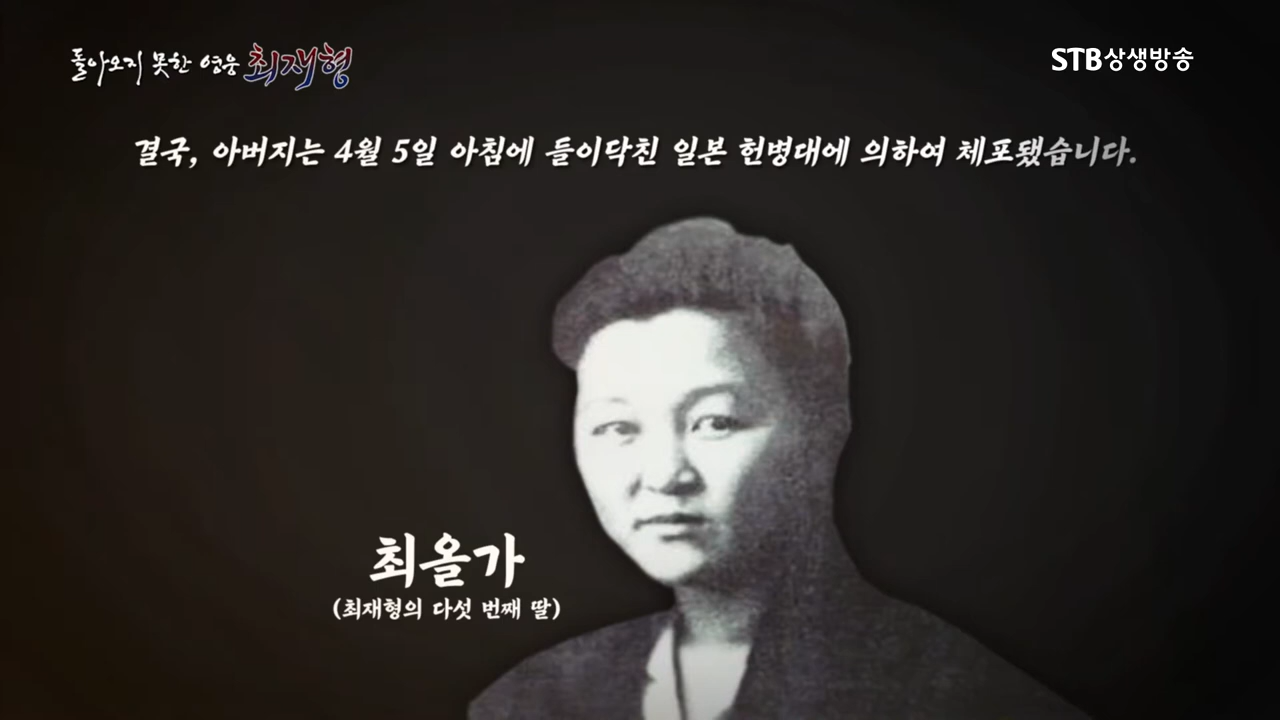 돌아오지 못한 영웅 최재형
STB상생방송
결국, 아버지는 4월 5일 아침에 들이닥친 일본 헌병대에 의하여 체포됐습니다.
최올가
(최재형의 다섯 번째 딸)